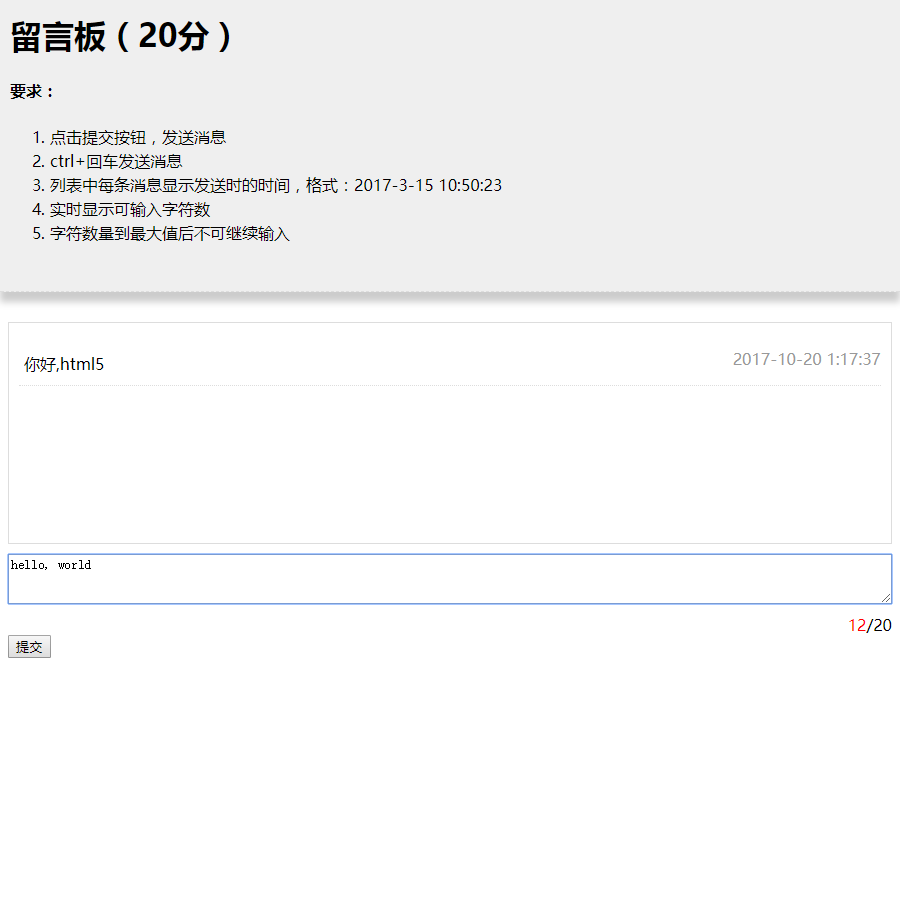 留言板（20分）
要求：
1. 点击提交按钮，发送消息
2. ctrl+回车发送消息
3. 列表中每条消息显示发送时的时间，格式：2017-3-15 10:50:23
4. 实时显示可输入字符数
5. 字符数量到最大值后不可继续输入
你好,html5 2017-10-20 1:17:37
hello, world
12/20
提交